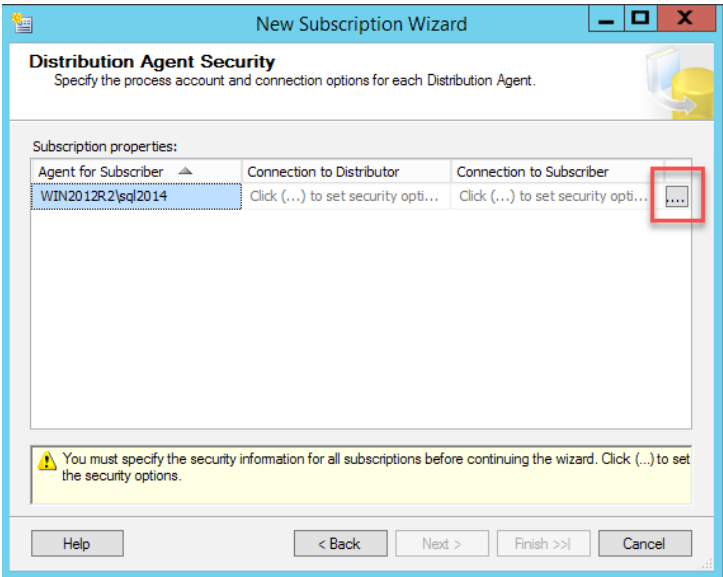 New Subscription Wizard
Distribution Agent Security
Specify the process account and connection options for each Distribution Agent.
Subscription properties:
Agent for Subscriber Connection to Distributor Connection to Subscriber
WIN2012R2\sql2014 Click (...) to set security opti... Click (...) to set security opti... ....
You must specify the security information for all subscriptions before continuing the wizard. Click (...) to set
the security options.
Help < Back Next > Finish >>| Cancel